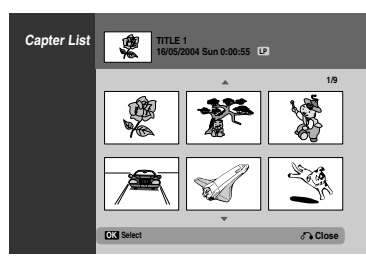 Capter List
TITLE 1
16/05/2004 Sun 0:00:55 LP
1/9
OK Select
Close